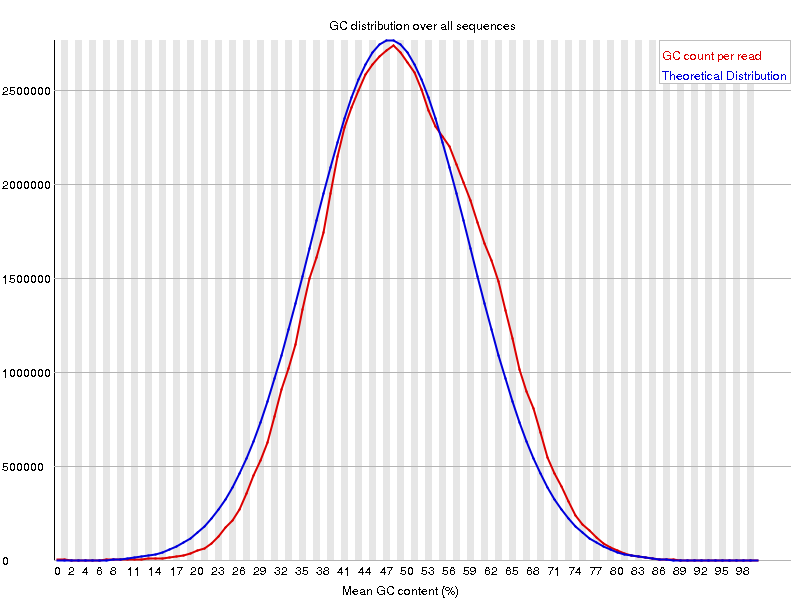 GC distribution over all sequences
GC count per read
Theoretical Distribution
2500000
2000000
1500000
1000000
500000
0
0 2 4 6 8 11 14 17 20 23 26 29 32 35 38 41 44 47 50 53 56 59 62 65 68 71 74 77 80 83 86 89 92 95 98
Mean GC content (%)